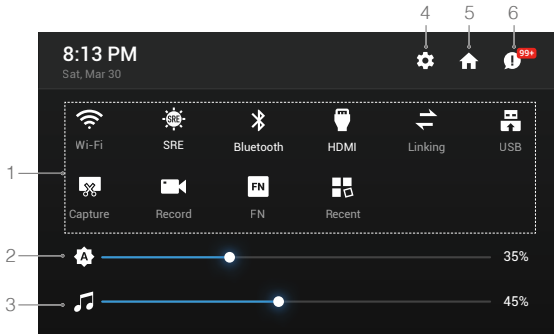 4 5 6
8:13 PM
99+
Sat, Mar 30
SRE
Wi-Fi SRE Bluetooth HDMI Linking USB
1
FN
Capture Record FN Recent
2 A 35%
3 45%